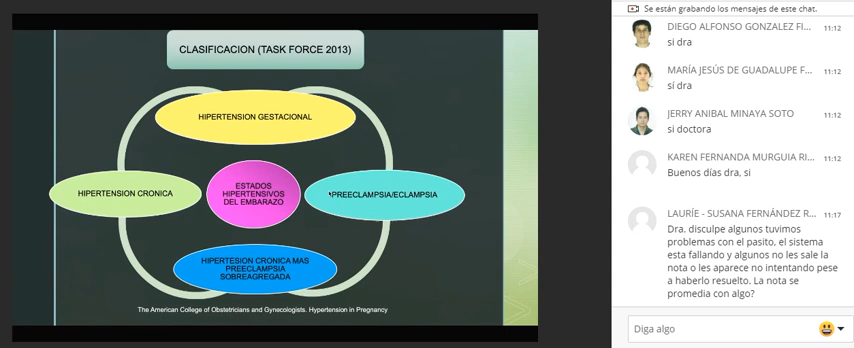 CLASIFICACION (TASK FORCE 2013)
HIPERTENSION GESTACIONAL
HIPERTENSION CRONICA
ESTADOS
HIPERTENSIVOS
DEL EMBARAZO
PREECLAMPSIA/ECLAMPSIA
HIPERTESION CRONICA MAS
PREECLAMPSIA
SOBREAGREGADA
The American College of Obstetricians and Gynecologists. Hypertension in Pregnancy
Se están grabando los mensajes de este chat.
DIEGO ALFONSO GONZALEZ FI... 11:12
si dra
MARÍA JESÚS DE GUADALUPE F... 11:12
sí dra
JERRY ANIBAL MINAYA SOTO 11:12
si doctora
KAREN FERNANDA MURGUIA RI... 11:12
Buenos días dra, si
LAURÍE - SUSANA FERNÁNDEZ R... 11:17
Dra. disculpe algunos tuvimos
problemas con el pasito, el sistema
esta fallando y algunos no les sale la
nota o les aparece no intentando pese
a haberlo resuelto. La nota se
promedia con algo?
Diga algo